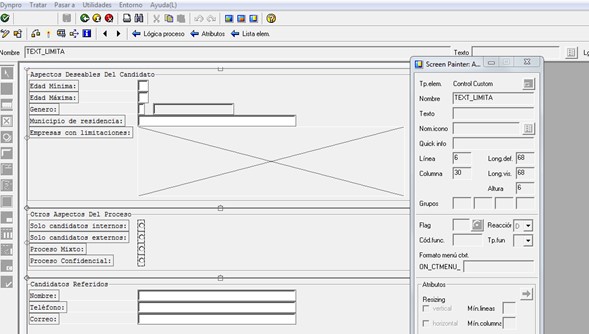 Dynpro Tratar Pasar a Utilidades Entorno Ayuda(L)
Lógica proceso Atributos Lista elem.
Nombre TEXT_LIMITA Texto
Aspectos Deseables Del Candidato
Edad Mínima:
Edad Máxima:
Genero:
Municipio de residencia:
Empresas con limitaciones:
Otros Aspectos Del Proceso
Solo candidatos internos:
Solo candidatos externos:
Proceso Mixto:
Proceso Confidencial:
Candidatos Referidos
Nombre:
Teléfono:
Correo:
Screen Painter: A...
Tp.elem. Control Custom
Nombre TEXT_LIMITA
Texto
Nom.icono
Quick info
Línea 6 Long.def. 68
Columna 30 Long.vis. 68
Altura 6
Grupos
Flag Reacción D
Cód.func. Tp.fun
Formato menú ctxt.
ON_CTMENU_
Atributos
Resizing
vertical Mín.líneas
horizontal Mín.columna